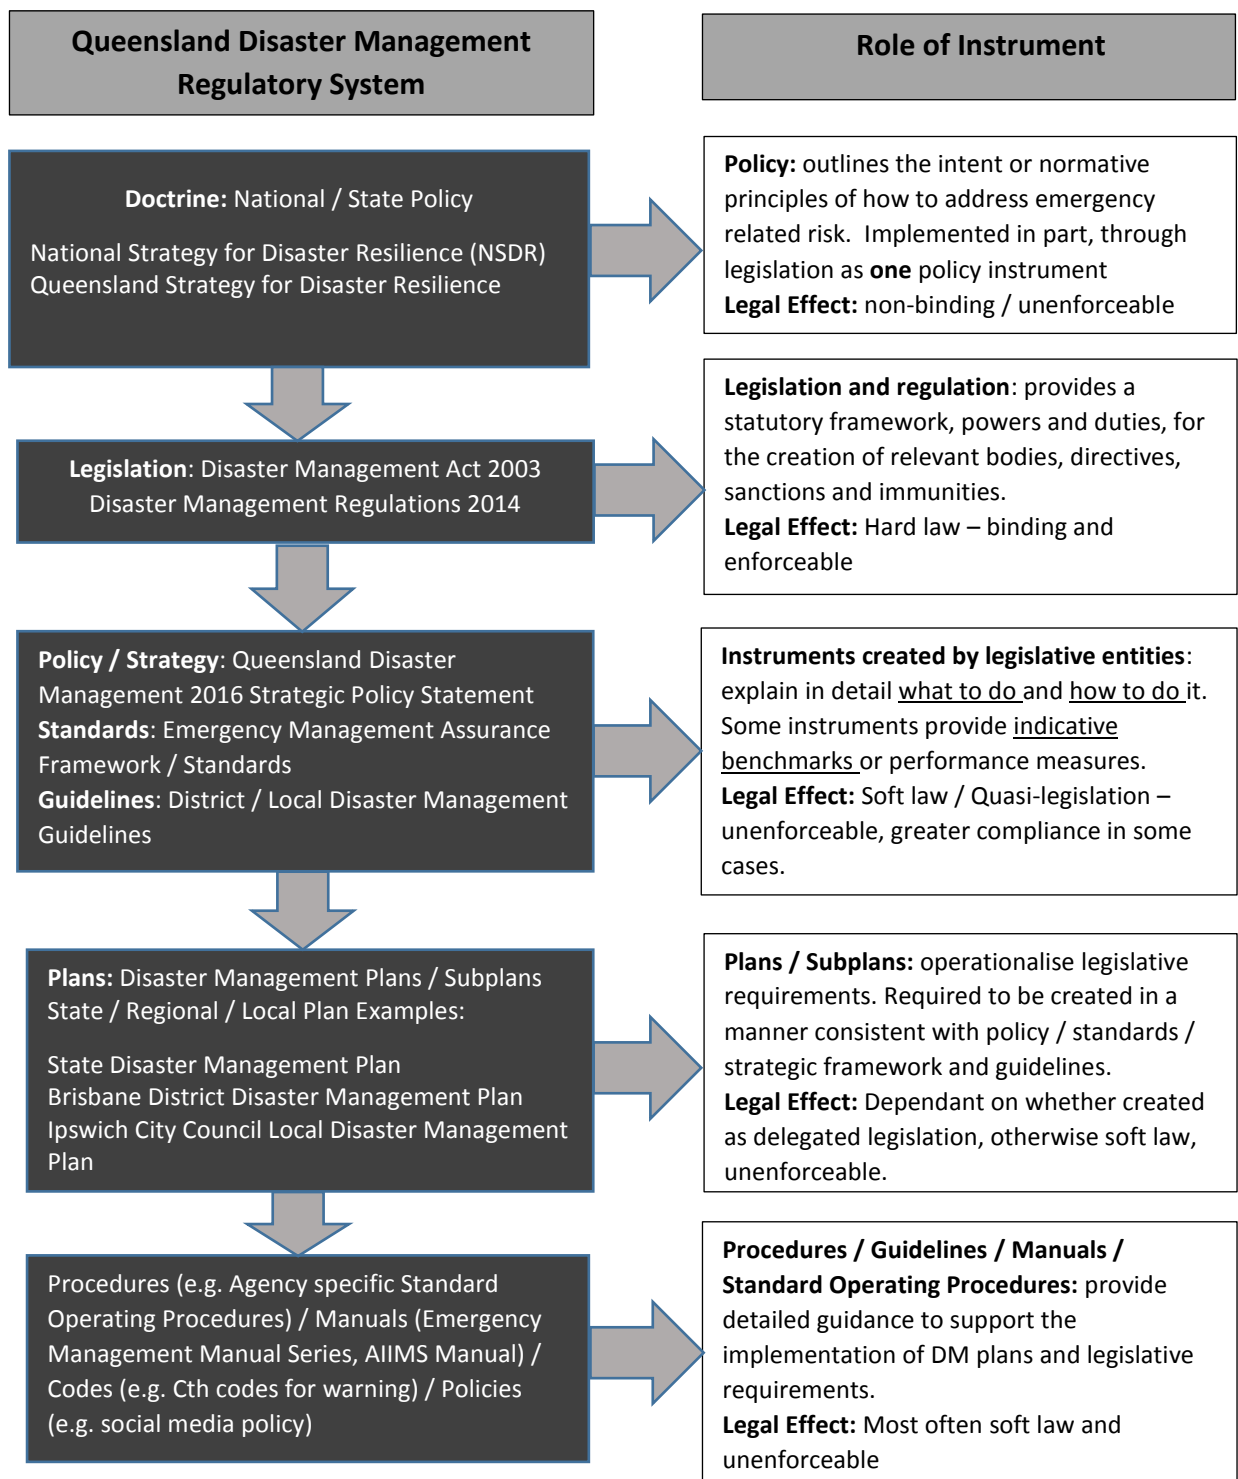 Queensland Disaster Management
Regulatory System
Role of Instrument
Doctrine: National / State Policy
National Strategy for Disaster Resilience (NSDR)
Queensland Strategy for Disaster Resilience
Policy: outlines the intent or normative
principles of how to address emergency
related risk.  Implemented in part, through
legislation as one policy instrument
Legal Effect: non-binding / unenforceable
Legislation: Disaster Management Act 2003
Disaster Management Regulations 2014
Legislation and regulation: provides a
statutory framework, powers and duties, for
the creation of relevant bodies, directives,
sanctions and immunities.
Legal Effect: Hard law – binding and
enforceable
Policy / Strategy: Queensland Disaster
Management 2016 Strategic Policy Statement
Standards: Emergency Management Assurance
Framework / Standards
Guidelines: District / Local Disaster Management
Guidelines
Instruments created by legislative entities:
explain in detail what to do and how to do it.
Some instruments provide indicative
benchmarks or performance measures.
Legal Effect: Soft law / Quasi-legislation –
unenforceable, greater compliance in some
cases.
Plans: Disaster Management Plans / Subplans
State / Regional / Local Plan Examples:
State Disaster Management Plan
Brisbane District Disaster Management Plan
Ipswich City Council Local Disaster Management
Plan
Plans / Subplans: operationalise legislative
requirements. Required to be created in a
manner consistent with policy / standards /
strategic framework and guidelines.
Legal Effect: Dependant on whether created
as delegated legislation, otherwise soft law,
unenforceable.
Procedures (e.g. Agency specific Standard
Operating Procedures) / Manuals (Emergency
Management Manual Series, AIIMS Manual) /
Codes (e.g. Cth codes for warning) / Policies
(e.g. social media policy)
Procedures / Guidelines / Manuals /
Standard Operating Procedures: provide
detailed guidance to support the
implementation of DM plans and legislative
requirements.
Legal Effect: Most often soft law and
unenforceable